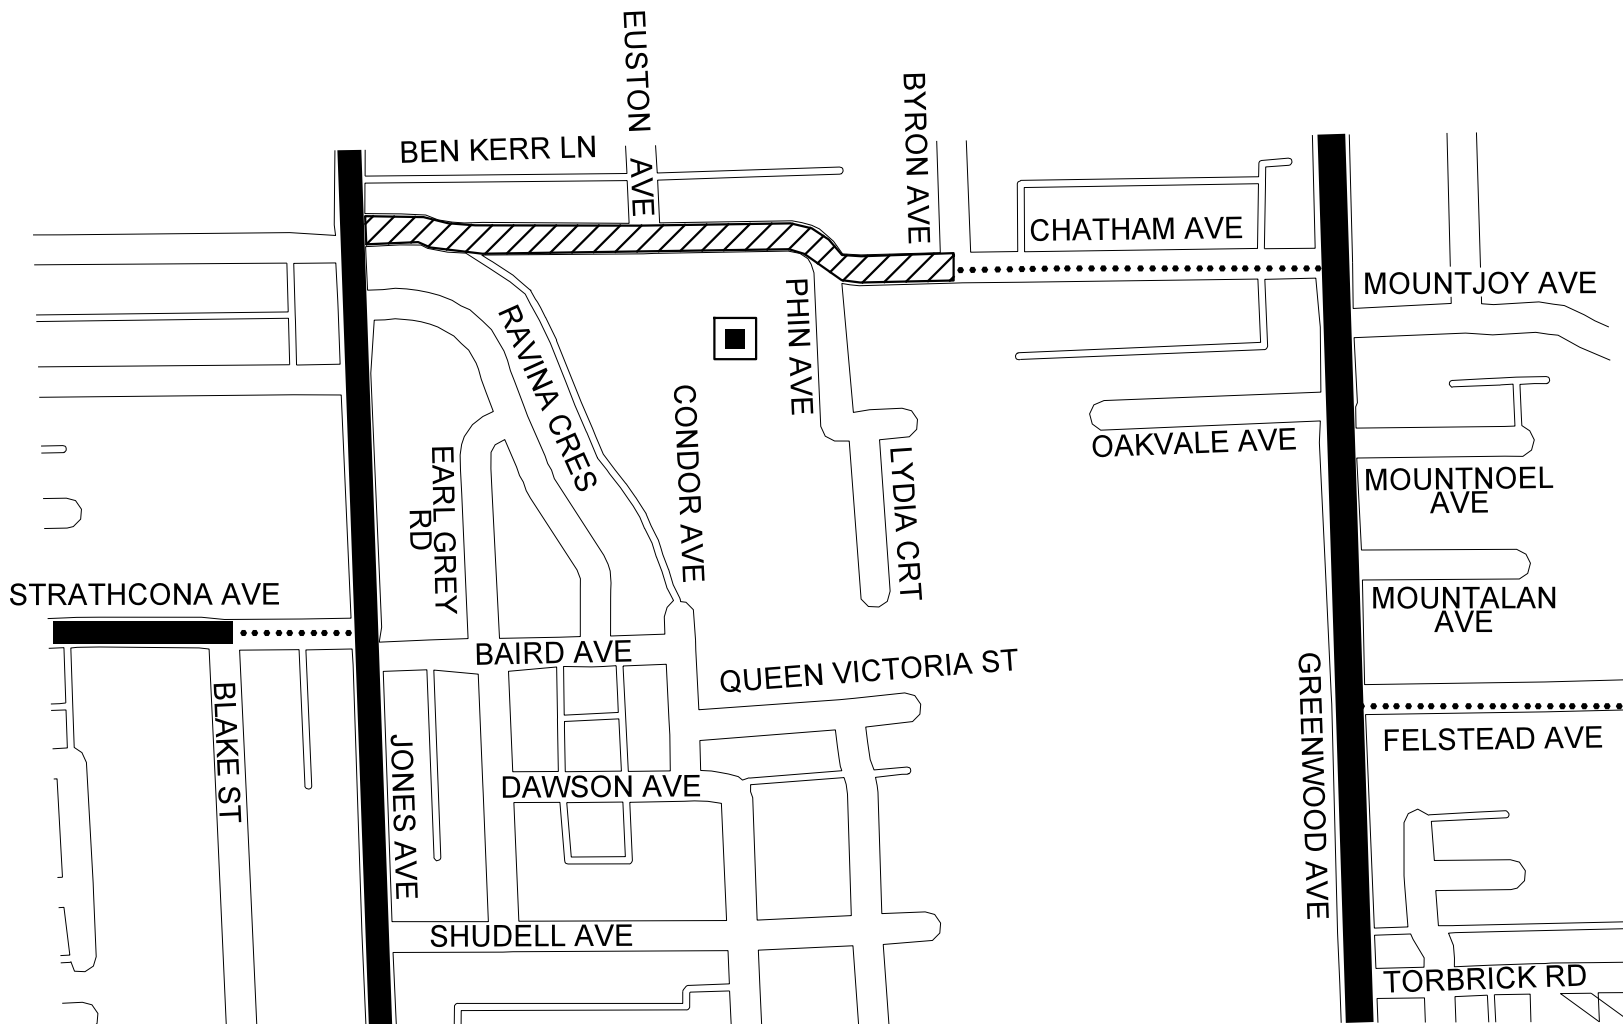 EUSTON AVE
BYRON AVE
BEN KERR LN
CHATHAM AVE
MOUNTJOY AVE
PHIN AVE
RAVINA CRES
CONDOR AVE
OAKVALE AVE
EARL GREY
RD
LYDIA CRT
MOUNTNOEL
AVE
STRATHCONA AVE
MOUNTALAN
AVE
BAIRD AVE
QUEEN VICTORIA ST
GREENWOOD AVE
BLAKE ST
JONES AVE
FELSTEAD AVE
DAWSON AVE
SHUDELL AVE
TORBRICK RD